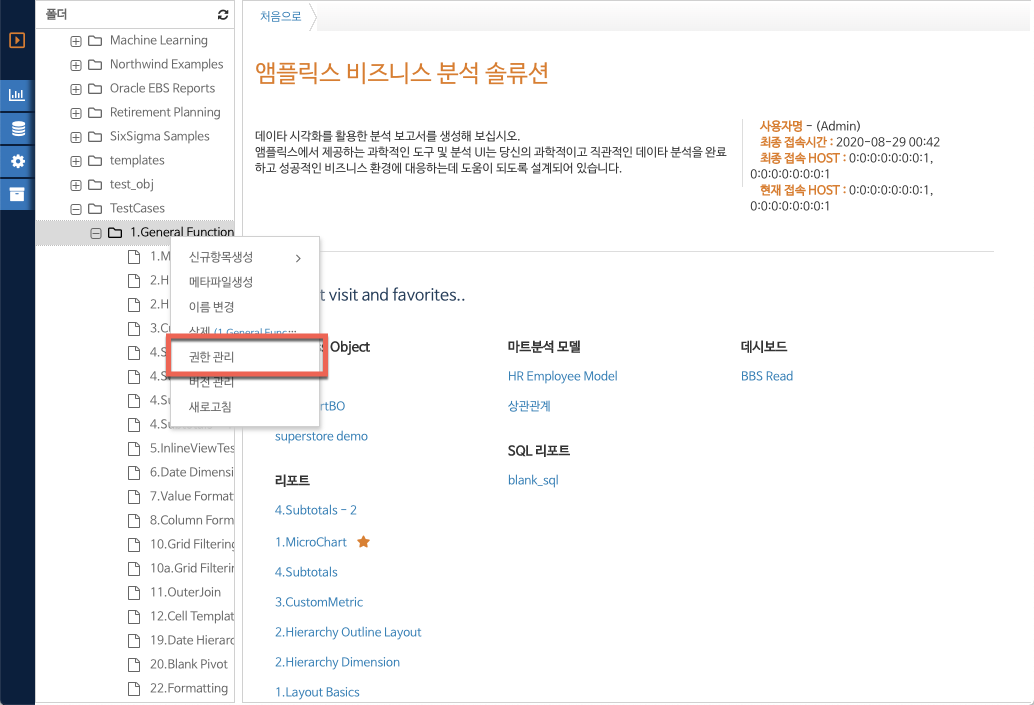 폴더
Machine Learning
Northwind Examples
Oracle EBS Reports
Retirement Planning
SixSigma Samples
templates
test_obj
TestCases
1.General Function
1.M
2.H
2.H
3.C
4.S
4.S
4.Su
4.Su
5.InlineViewTes
6.Date Dimensi
7.Value Format
8.Column Form
10.Grid Filtering
10a.Grid Filterin
11.OuterJoin
12.Cell Templat
19.Date Hierarc
20.Blank Pivot
22.Formatting
신규항목생성
메타파일생성
이름 변경
삭제 (1.General Func...
권한 관리
버전 관리
새로고침
처음으로
앰플릭스 비즈니스 분석 솔류션
데이타 시각화를 활용한 분석 보고서를 생성해 보십시오.
앰플릭스에서 제공하는 과학적인 도구 및 분석 UI는 당신의 과학적이고 직관적인 데이타 분석을 완료
하고 성공적인 비즈니스 환경에 대응하는데 도움이 되도록 설계되어 있습니다.
사용자명 - (Admin)
최종 접속시간 : 2020-08-29 00:42
최종 접속 HOST : 0:0:0:0:0:0:0:1,
0:0:0:0:0:0:0:1
현재 접속 HOST : 0:0:0:0:0:0:0:1,
0:0:0:0:0:0:0:1
t visit and favorites..
s Object
rtBO
superstore demo
리포트
4.Subtotals - 2
1.MicroChart
4.Subtotals
3.CustomMetric
2.Hierarchy Outline Layout
2.Hierarchy Dimension
1.Layout Basics
마트분석 모델
HR Employee Model
상관관계
SQL 리포트
blank_sql
데시보드
BBS Read